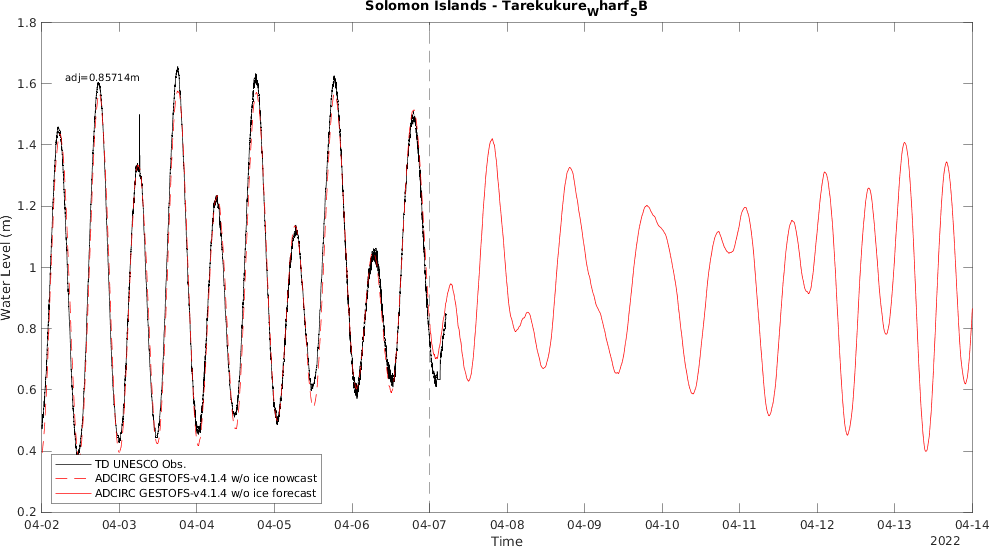 Solomon Islands - TarekukureWharfSB
1.8
1.6
1.4
1.2
1
0.8
0.6
0.4
0.2
Water Level (m)
adj=0.85714m
TD UNESCO Obs.
ADCIRC GESTOFS-v4.1.4 w/o ice nowcast
ADCIRC GESTOFS-v4.1.4 w/o ice forecast
04-02 04-03 04-04 04-05 04-06 04-07 04-08 04-09 04-10 04-11 04-12 04-13 04-14
Time
2022